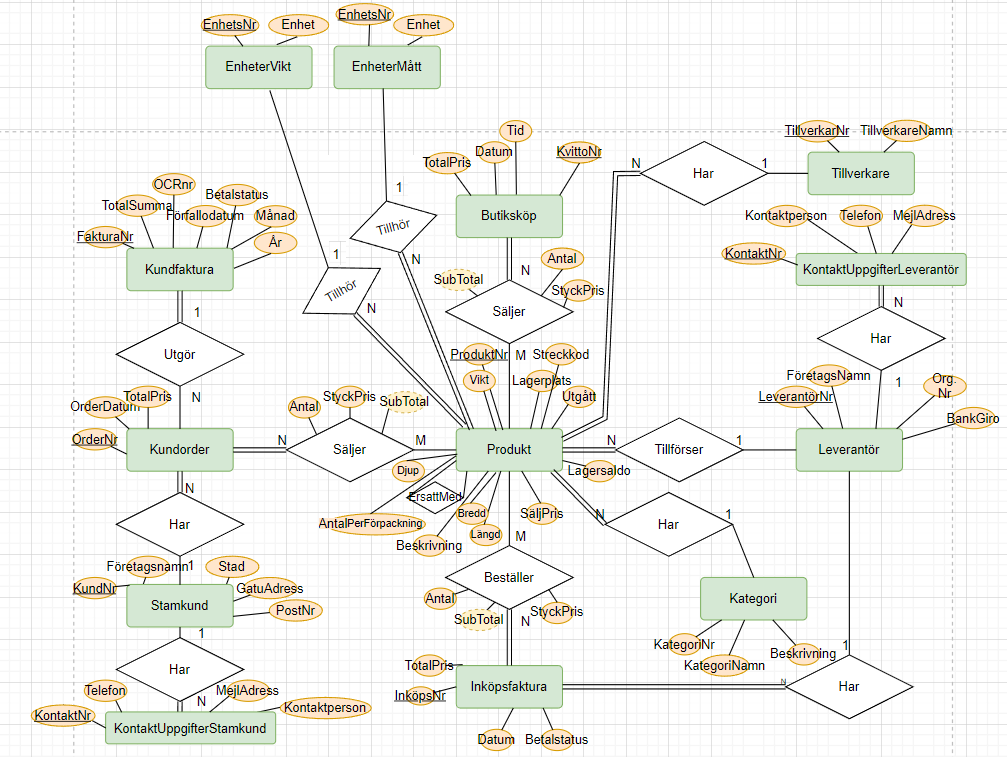 EnhetsNr
Enhet
EnhetsNr
Enhet
EnheterVikt
EnheterMått
Tid
Datum
KvittoNr
TotalPris
TillverkarNr
TillverkareNamn
N
Har
1
Tillverkare
OCRnr
Betalstatus
TotalSumma
Förfallodatum
Månad
FakturaNr
År
Kundfaktura
1
Tillhör
N
1
Tillhör
N
Butiksköp
N
Antal
SubTotal
StyckPris
Säljer
M
Kontaktperson
Telefon
MejlAdress
KontaktNr
KontaktUppgifterLeverantör
N
Har
1
1
Utgör
N
ProduktNr
Streckkod
Vikt
Lagerplats
Utgått
FöretagsNamn
Org.
Nr
LeverantörNr
BankGiro
OrderDatum
TotalPris
OrderNr
Kundorder
N
Antal
StyckPris
SubTotal
Säljer
M
Produkt
N
Tillförser
1
Leverantör
Lagersaldo
Djup
ErsattMed
AntalPerFörpackning
Bredd
Längd
SäljPris
Beskrivning
N
Har
1
N
Har
1
Företagsnamn
Stad
KundNr
GatuAdress
PostNr
Stamkund
1
Har
N
M
Beställer
Antal
SubTotal
StyckPris
N
Kategori
KategoriNr
KategoriNamn
Beskrivning
1
Har
N
TotalPris
InköpsNr
Inköpsfaktura
Datum
Betalstatus
Telefon
MejlAdress
KontaktNr
Kontaktperson
KontaktUppgifterStamkund